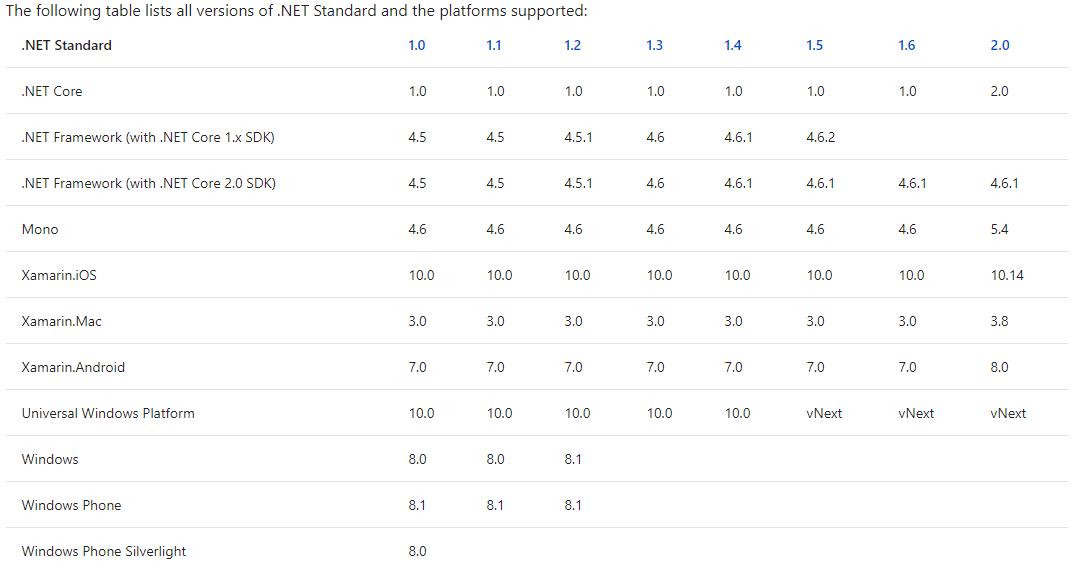 The following table lists all versions of .NET Standard and the platforms supported:
.NET Standard 1.0 1.1 1.2 1.3 1.4 1.5 1.6 2.0
.NET Core 1.0 1.0 1.0 1.0 1.0 1.0 1.0 2.0
.NET Framework (with .NET Core 1.x SDK) 4.5 4.5 4.5.1 4.6 4.6.1 4.6.2
.NET Framework (with .NET Core 2.0 SDK) 4.5 4.5 4.5.1 4.6 4.6.1 4.6.1 4.6.1 4.6.1
Mono 4.6 4.6 4.6 4.6 4.6 4.6 4.6 5.4
Xamarin.iOS 10.0 10.0 10.0 10.0 10.0 10.0 10.0 10.14
Xamarin.Mac 3.0 3.0 3.0 3.0 3.0 3.0 3.0 3.8
Xamarin.Android 7.0 7.0 7.0 7.0 7.0 7.0 7.0 8.0
Universal Windows Platform 10.0 10.0 10.0 10.0 10.0 vNext vNext vNext
Windows 8.0 8.0 8.1
Windows Phone 8.1 8.1 8.1
Windows Phone Silverlight 8.0